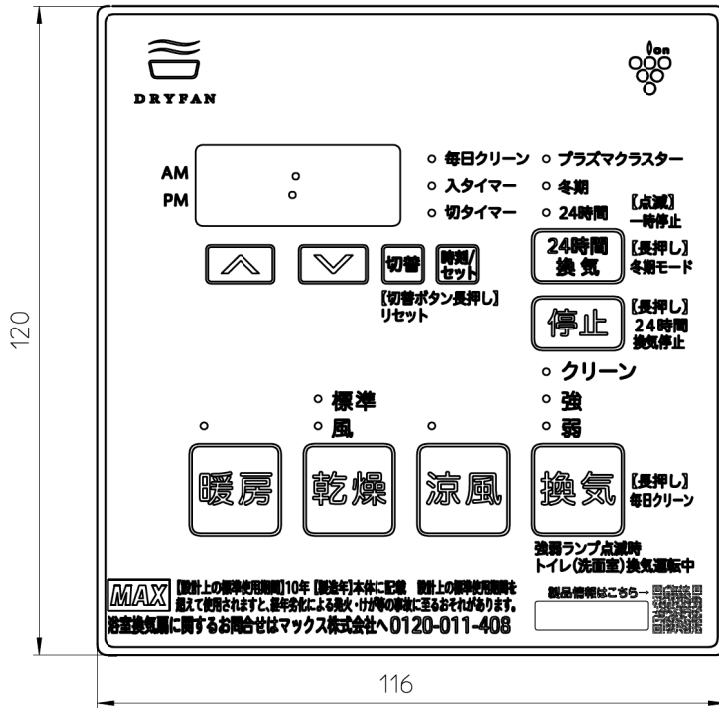 ion
DRYFAN
AM
PM
毎日クリーン
入タイマー
切タイマー
プラズマクラスター
冬期
24時間
【点滅】
一時停止
切替
時刻/
セット
【切替ボタン長押し】
リセット
24時間
換気
【長押し】
冬期モード
停止
【長押し】
24時間
換気停止
クリーン
強
弱
標準
風
暖房
乾燥
涼風
換気
【長押し】
毎日クリーン
強弱ランプ点滅時
トイレ(洗面室)換気運転中
MAX
【設計上の標準使用期間】10年 【製造年】本体に記載 設計上の標準使用期間を
超えて使用されますと、経年劣化による発火・けが等の事故に至るおそれがあります。
浴室換気扇に関するお問合せはマックス株式会社へ0120-011-408
製品情報はこちら→
120
116